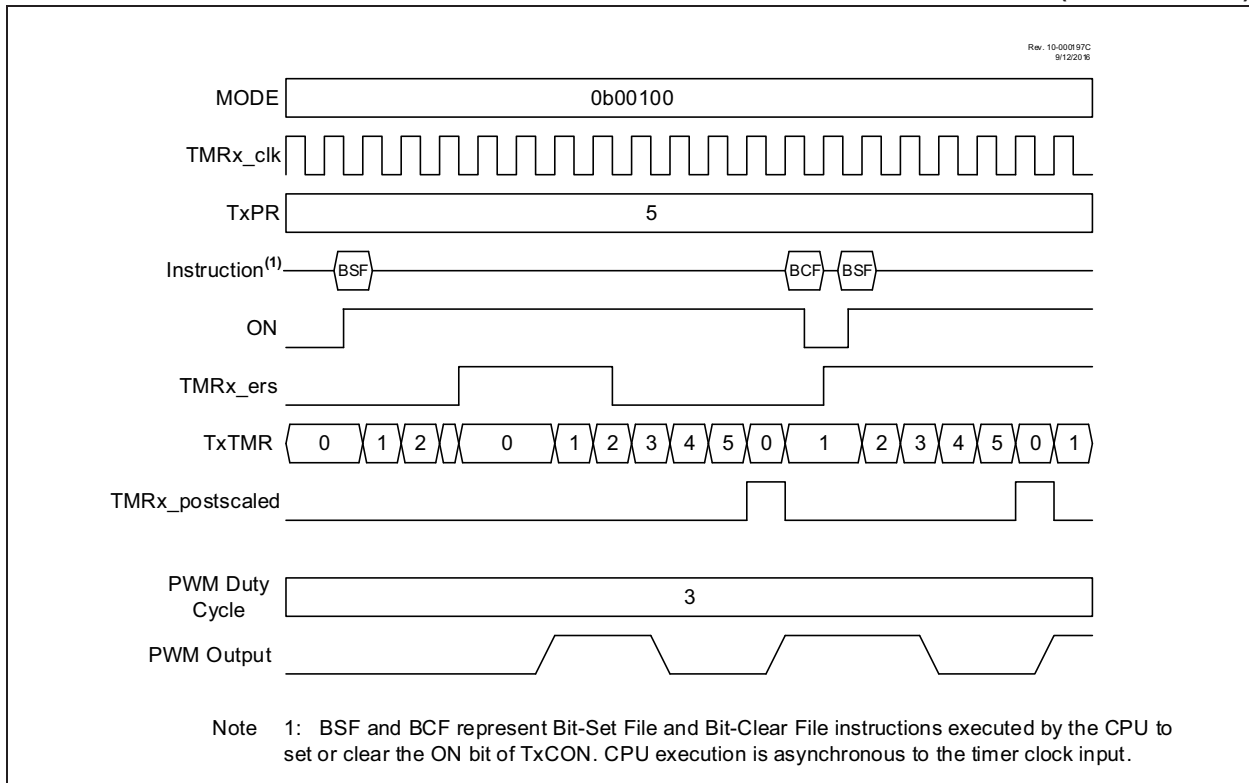 Rev. 10-000197C
9/12/2016
MODE 0b00100
TMRx_clk
TxPR 5
Instruction(1) BSF BCF BSF
ON
TMRx_ers
TxTMR 0 1 2 0 1 2 3 4 5 0 1 2 3 4 5 0 1
TMRx_postscaled
PWM Duty
Cycle 3
PWM Output
Note 1: BSF and BCF represent Bit-Set File and Bit-Clear File instructions executed by the CPU to
set or clear the ON bit of TxCON. CPU execution is asynchronous to the timer clock input.